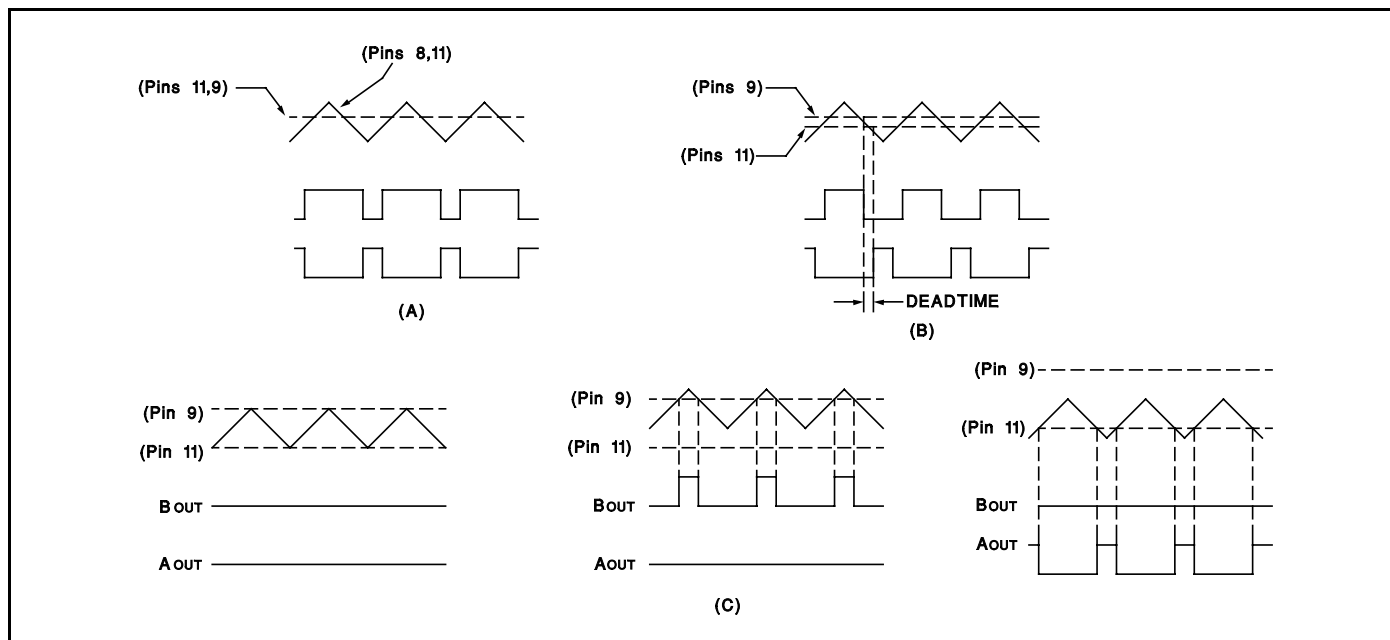 (Pins 8,11)
(Pins 11,9)
(A)
(Pins 9)
(Pins 11)
DEADTIME
(B)
(Pin 9)
(Pin 11)
BOUT
AOUT
(Pin 9)
(Pin 11)
BOUT
AOUT
(Pin 9)
(Pin 11)
BOUT
AOUT
(C)